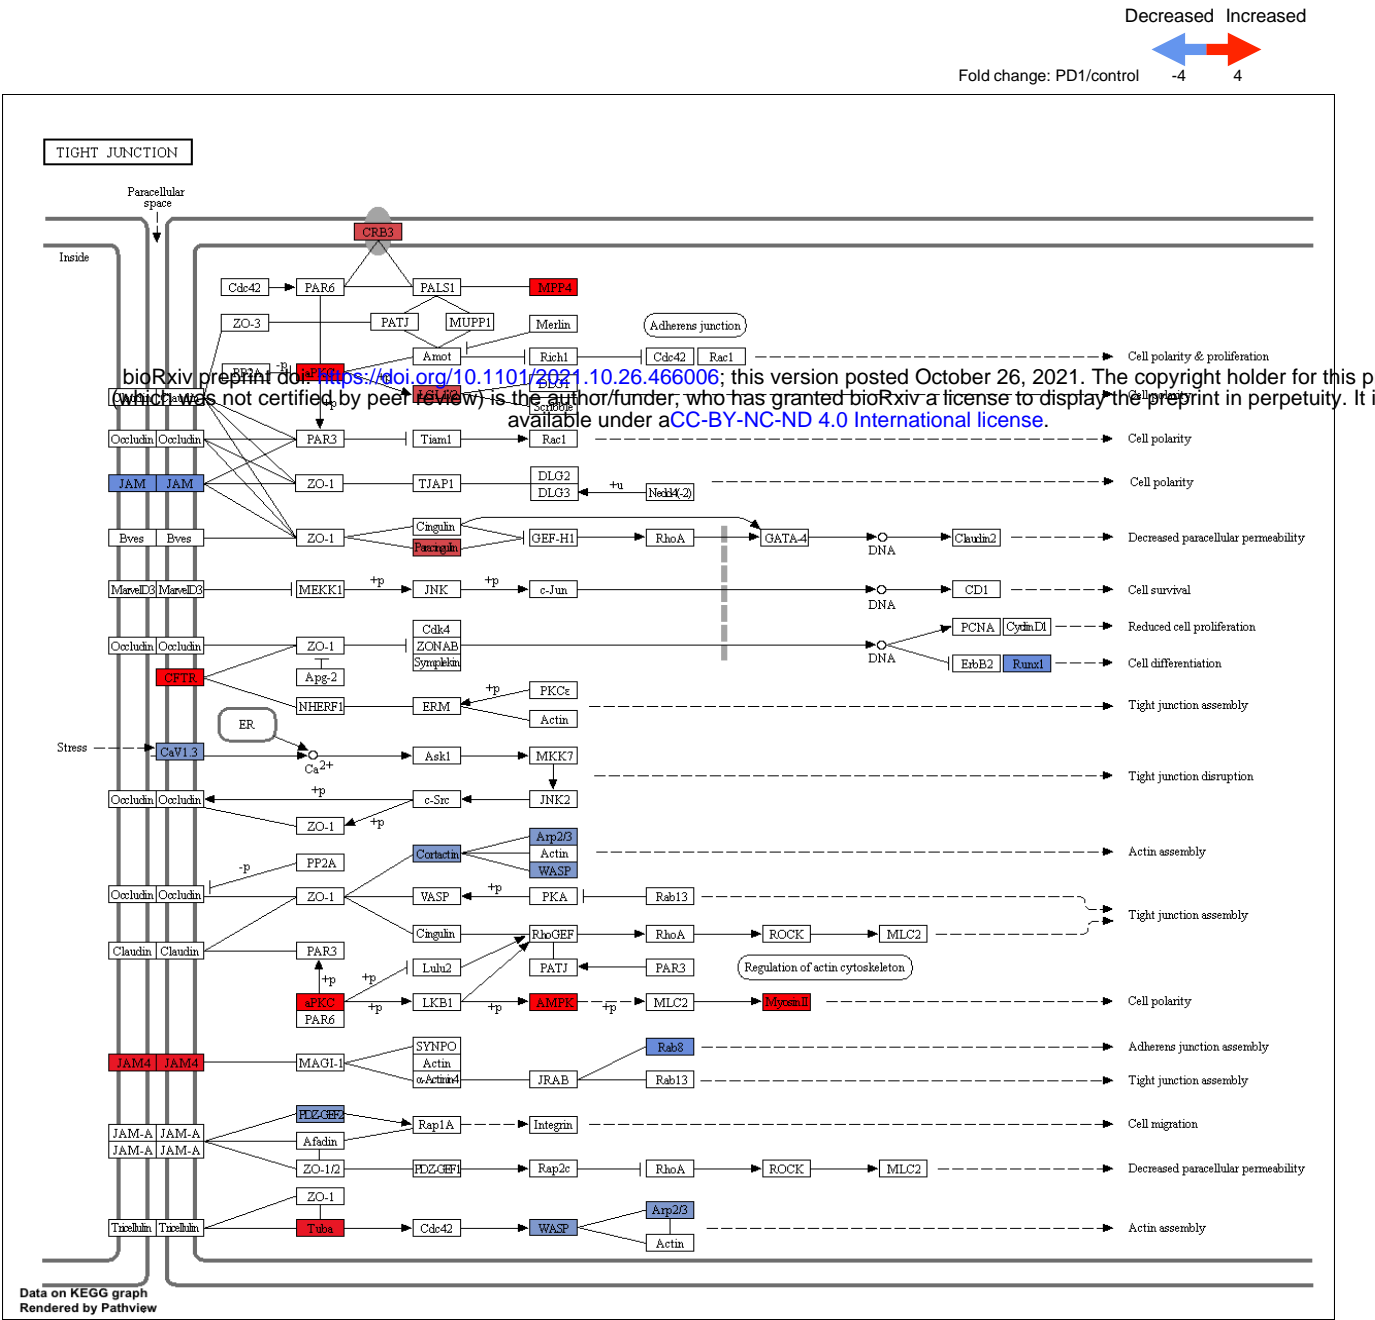 Decreased Increased
Fold change: PD1/control -4 4
TIGHT JUNCTION
Paracellular
space
CRB3
Inside
Cdc42 PAR6 PALS1 MPP4
ZO-3 PATJ MUPP1 Merlin Adherens junction
Amot Rich1 Cdc42 Rac1 Cell polarity & proliferation
PP2A -p aPKC
bioRxiv preprint doi: https://doi.org/10.1101/2021.10.26.466006; this version posted October 26, 2021. The copyright holder for this p
+p DLG1
Claudin Claudin Cell polarity
(which was not certified by peer review) is the author/funder, who has granted bioRxiv a license to display the preprint in perpetuity. It i
+p Scribble
available under aCC-BY-NC-ND 4.0 International license.
Occludin Occludin PAR3 Tiam1 Rac1 Cell polarity
JAM JAM ZO-1 TJAP1 DLG2 Cell polarity
DLG3 +u Nedd4(-2)
Cingulin
Bves Bves ZO-1 GEF-H1 RhoA GATA-4 DNA Claudin2 Decreased paracellular permeability
Paracingulin
MarvelD3 MarvelD3 MEKK1 +p JNK +p c-Jun DNA CD1 Cell survival
Cdk4 PCNA CyclinD1 Reduced cell proliferation
Occludin Occludin ZO-1 ZONAB DNA
Symplekin ErbB2 Runx1 Cell differentiation
CFTR Apg-2
+p PKCε
NHERF1 ERM Tight junction assembly
Actin
ER
Stress CaV1.3 Ca2+ Ask1 MKK7
Tight junction disruption
Occludin Occludin +p c-Src JNK2
ZO-1 +p
Arp2/3
Cortactin Actin Actin assembly
-p PP2A WASP
Occludin Occludin ZO-1 VASP +p PKA Rab13
Tight junction assembly
Cingulin RhoGEF RhoA ROCK MLC2
Claudin Claudin PAR3
Lulu2 PATJ PAR3 Regulation of actin cytoskeleton
+p +p
aPKC +p LKB1 +p AMPK +p MLC2 MyosinII Cell polarity
PAR6
SYNPO Rab8 Adherens junction assembly
JAM4 JAM4 MAGI-1 Actin
α-Actinin4 JRAB Rab13 Tight junction assembly
PDZ-GEF2
JAM-A JAM-A Rap1A Integrin Cell migration
JAM-A JAM-A Afadin
ZO-1/2 PDZ-GEF1 Rap2c RhoA ROCK MLC2 Decreased paracellular permeability
ZO-1
Arp2/3
Tricellulin Tricellulin Tuba Cdc42 WASP Actin assembly
Actin
Data on KEGG graph
Rendered by Pathview